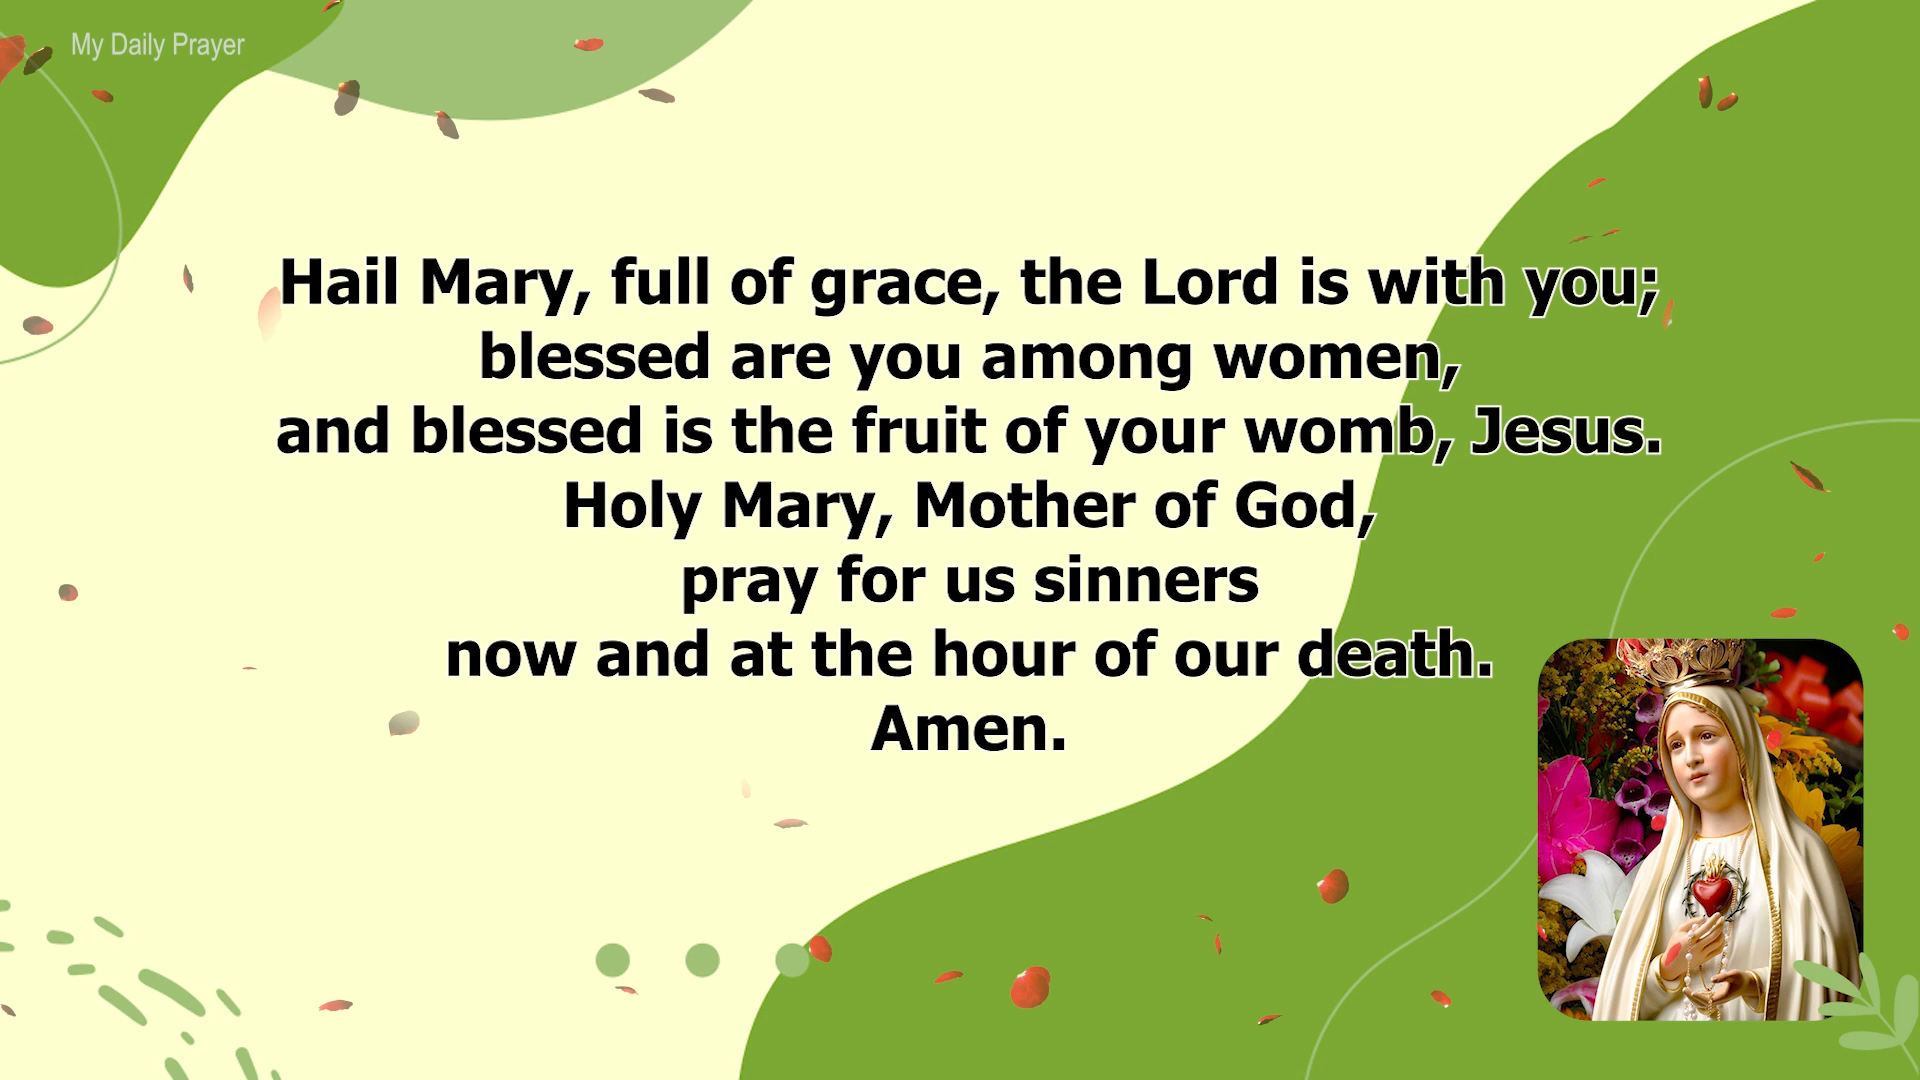 My Daily Prayer
Hail Mary, full of grace, the Lord is with you;
blessed are you among women,
and blessed is the fruit of your womb, Jesus.
Holy Mary, Mother of God,
pray for us sinners
now and at the hour of our death.
Amen.